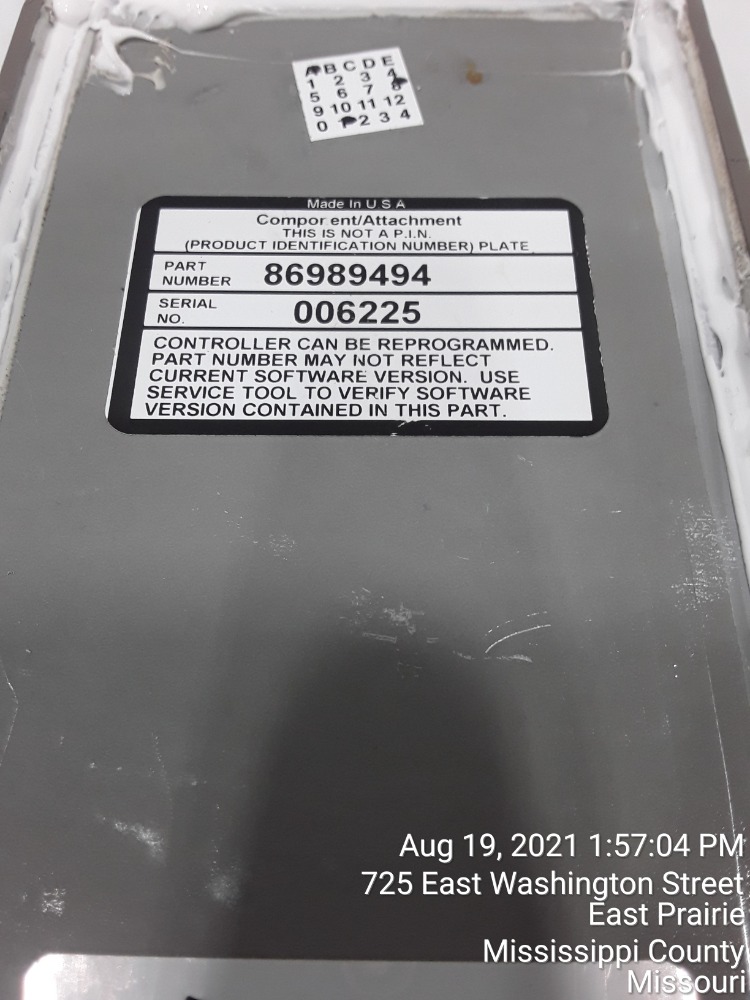 B C D E
1 2 3 4
5 6 7 8
9 10 11 12
0 2 3 4
Made In U S A
Compor ent/Attachment
THIS IS NOT A P.I.N.
(PRODUCT IDENTIFICATION NUMBER) PLATE
PART NUMBER 86989494
SERIAL NO. 006225
CONTROLLER CAN BE REPROGRAMMED.
PART NUMBER MAY NOT REFLECT
CURRENT SOFTWARE VERSION. USE
SERVICE TOOL TO VERIFY SOFTWARE
VERSION CONTAINED IN THIS PART.
Aug 19, 2021 1:57:04 PM
725 East Washington Street
East Prairie
Mississippi County
Missouri